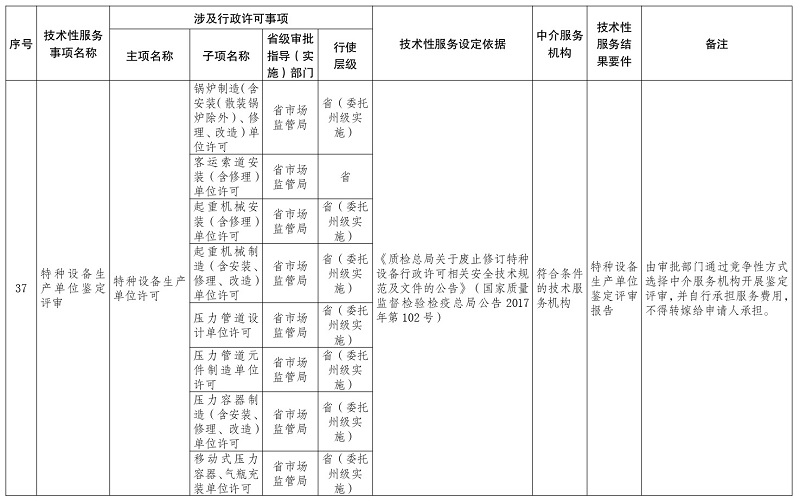 序号
技术性服务
事项名称
涉及行政许可事项
主项名称
子项名称
省级审批
指导（实
施）部门
行使
层级
技术性服务设定依据
中介服务
机构
技术性
服务结
果要件
备注
37
特种设备生
产单位鉴定
评审
特种设备生产
单位许可
锅炉制造（含
安装（散装锅
炉除外）、修
理、改造）单
位许可
省市场
监管局
省（委托
州级实
施）
客运索道安
装（含修理）
单位许可
省市场
监管局
省
起重机械安
装（含修理）
单位许可
省市场
监管局
省（委托
州级实
施）
起重机械制
造（含安装、
修理、改造）
单位许可
省市场
监管局
省（委托
州级实
施）
压力管道设
计单位许可
省市场
监管局
省（委托
州级实
施）
压力管道元
件制造单位
许可
省市场
监管局
省（委托
州级实
施）
压力容器制
造（含安装、
修理、改造）
单位许可
省市场
监管局
省（委托
州级实
施）
移动式压力
容器、气瓶充
装单位许可
省市场
监管局
省（委托
州级实
施）
《质检总局关于废止修订特种
设备行政许可相关安全技术规
范及文件的公告》（国家质量
监督检验检疫总局公告 2017
年第 102 号）
符合条件
的技术服
务机构
特种设备
生产单位
鉴定评审
报告
由审批部门通过竞争性方式
选择中介服务机构开展鉴定
评审，并自行承担服务费用，
不得转嫁给申请人承担。